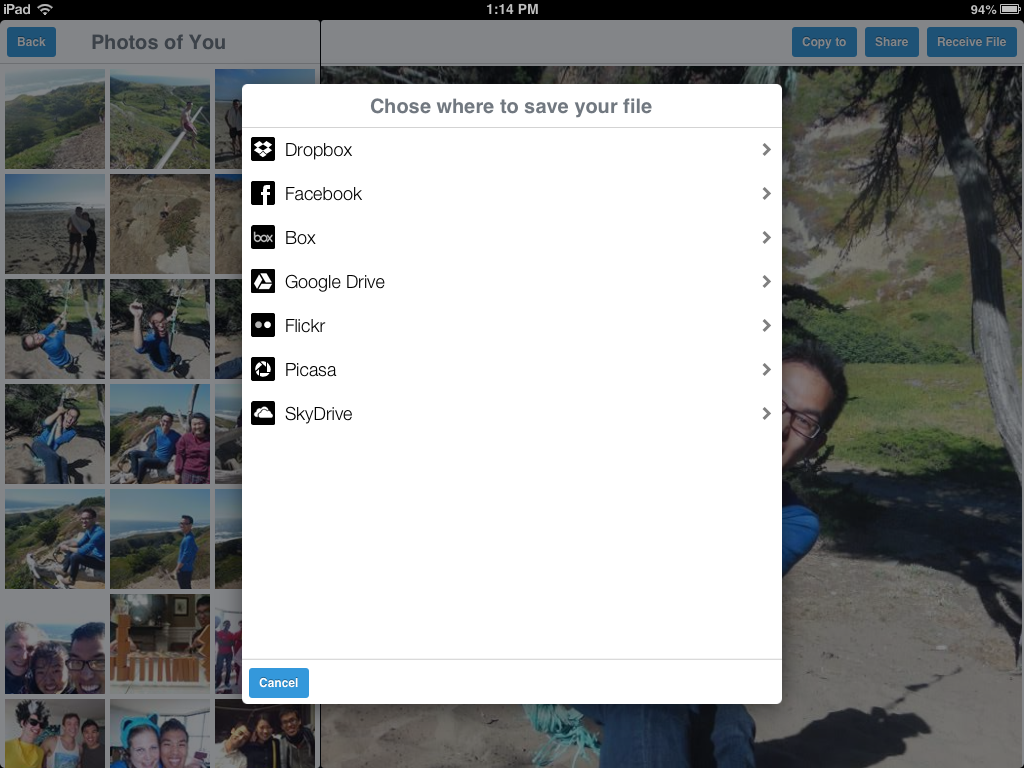 iPad 1:14 PM 94%
Back Photos of You Copy to Share Receive File
Chose where to save your file
Dropbox
Facebook
box Box
Google Drive
Flickr
Picasa
SkyDrive
Cancel